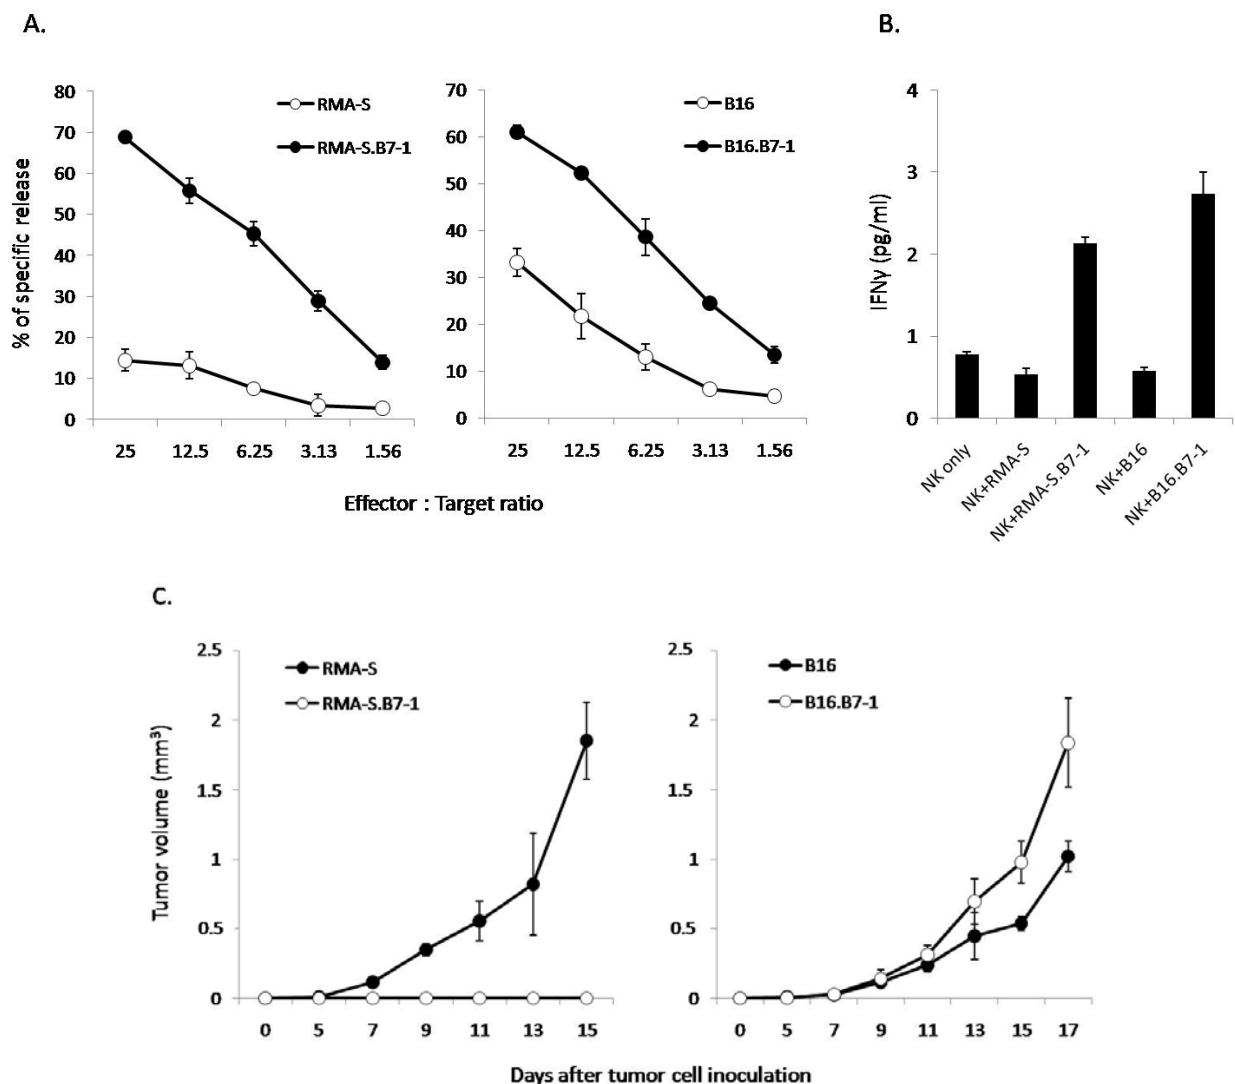 A.
B.
% of specific release
80
70
60
50
40
30
20
10
0
RMA-S
RMA-S.B7-1
25 12.5 6.25 3.13 1.56
70
60
50
40
30
20
10
0
B16
B16.B7-1
25 12.5 6.25 3.13 1.56
Effector : Target ratio
IFNγ (pg/ml)
4
3
2
1
0
NK only
NK+RMA-S
NK+RMA-S.B7-1
NK+B16
NK+B16.B7-1
C.
Tumor volume (mm³)
2.5
2
1.5
1
0.5
0
RMA-S
RMA-S.B7-1
0 5 7 9 11 13 15
2.5
2
1.5
1
0.5
0
B16
B16.B7-1
0 5 7 9 11 13 15 17
Days after tumor cell inoculation